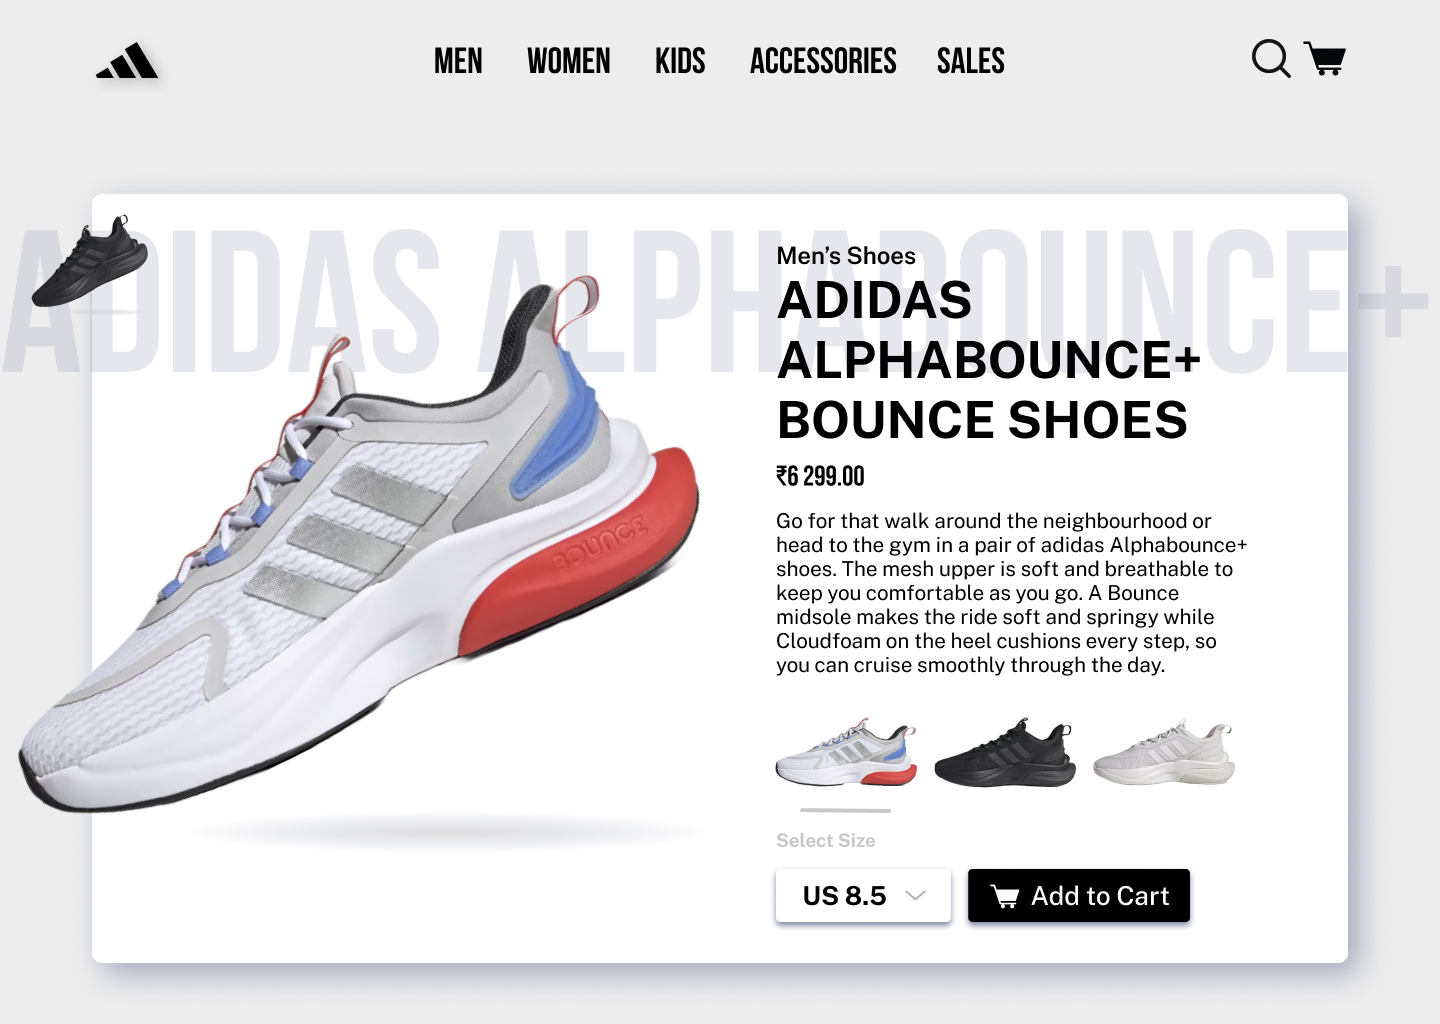 MEN WOMEN KIDS ACCESSORIES SALES
ADIDAS ALPHABOUNCE+
Men’s Shoes
ADIDAS
ALPHABOUNCE+
BOUNCE SHOES
₹6 299.00
Go for that walk around the neighbourhood or
head to the gym in a pair of adidas Alphabounce+
shoes. The mesh upper is soft and breathable to
keep you comfortable as you go. A Bounce
midsole makes the ride soft and springy while
Cloudfoam on the heel cushions every step, so
you can cruise smoothly through the day.
BOUNCE
Select Size
US 8.5
Add to Cart